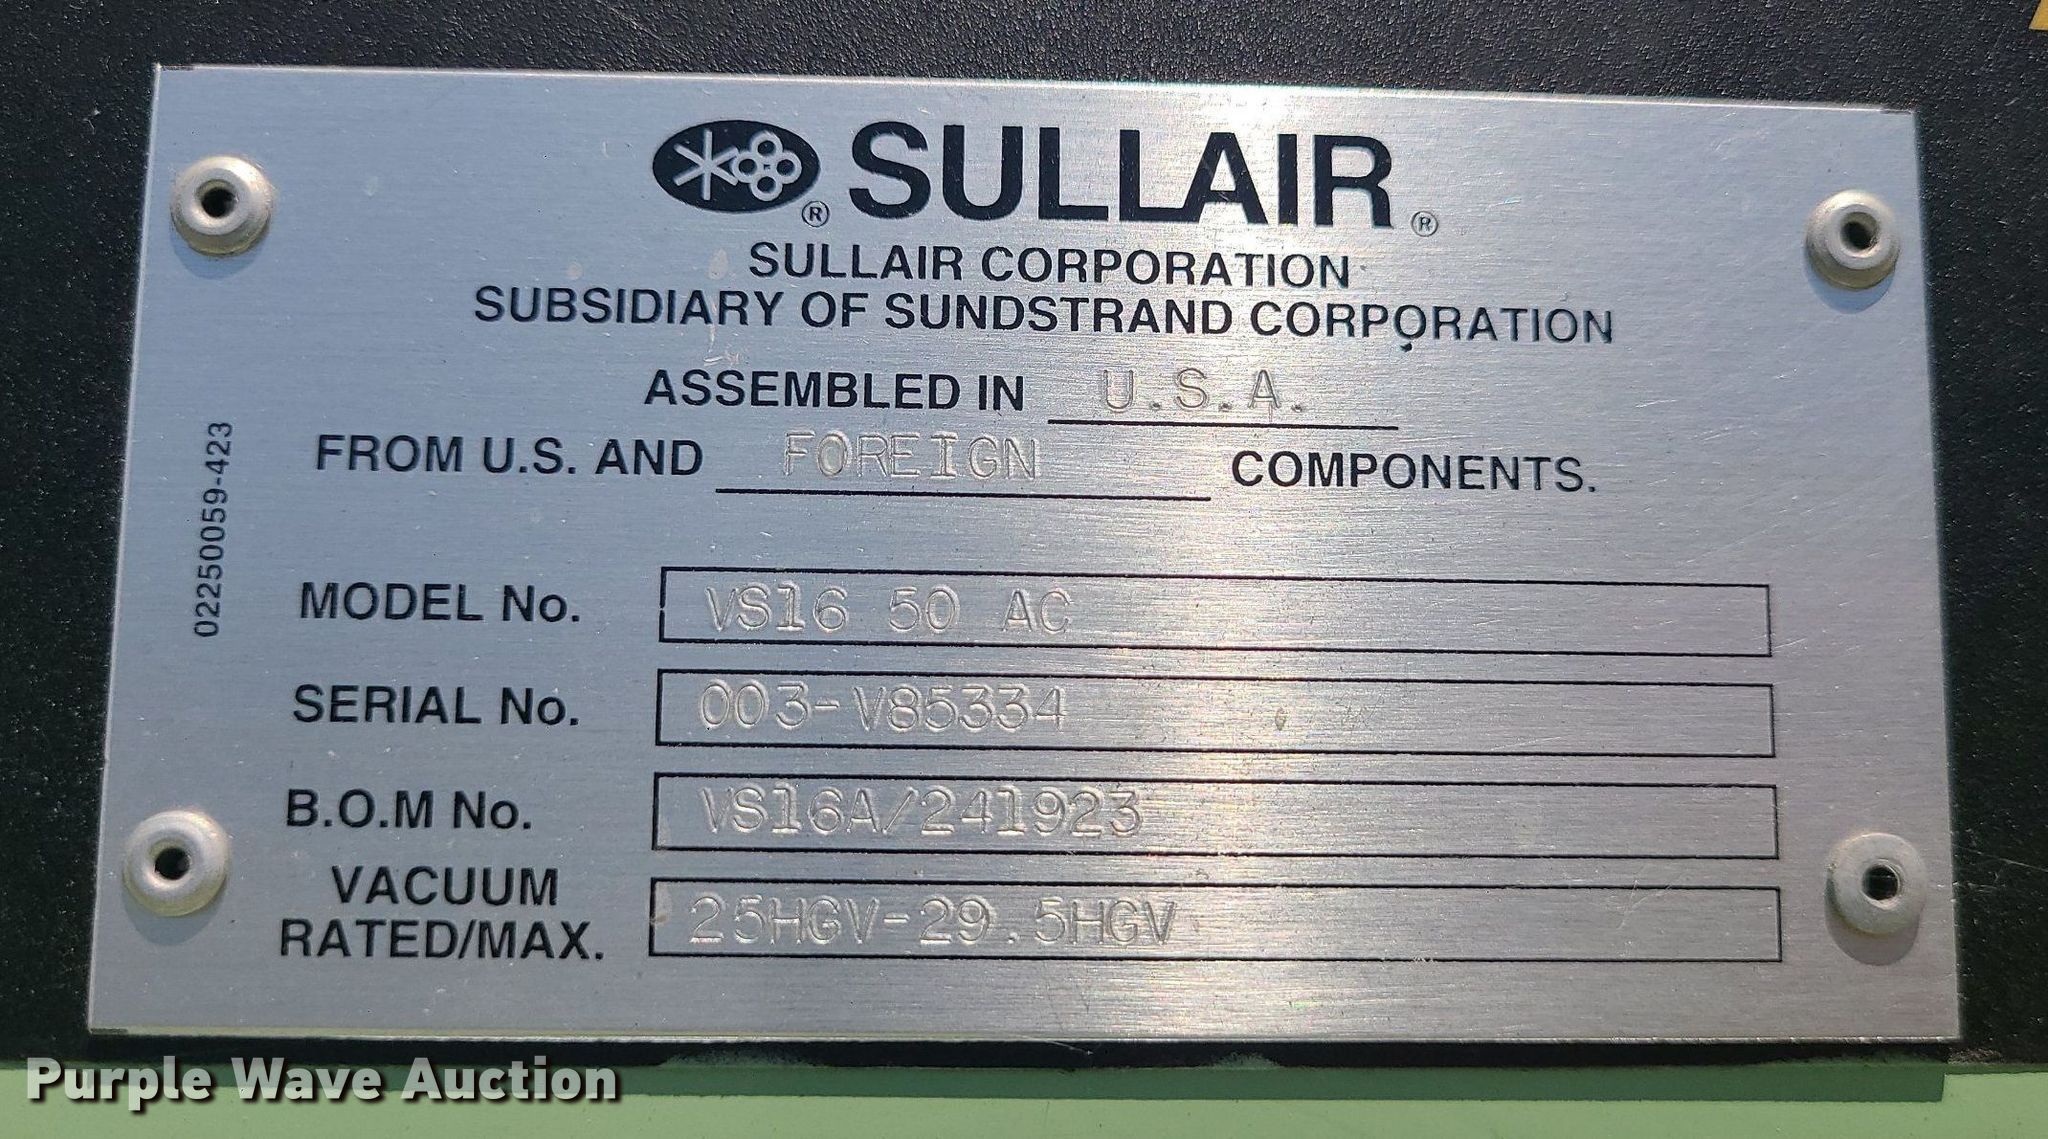 ® SULLAIR ®
SULLAIR CORPORATION
SUBSIDIARY OF SUNDSTRAND CORPORATION
ASSEMBLED IN U.S.A.
FROM U.S. AND FOREIGN COMPONENTS.
02250059-423
MODEL No. VS16 50 AC
SERIAL No. 003-V85334
B.O.M No. VS16A/241923
VACUUM
RATED/MAX. 25HGV-29.5HGV
Purple Wave Auction